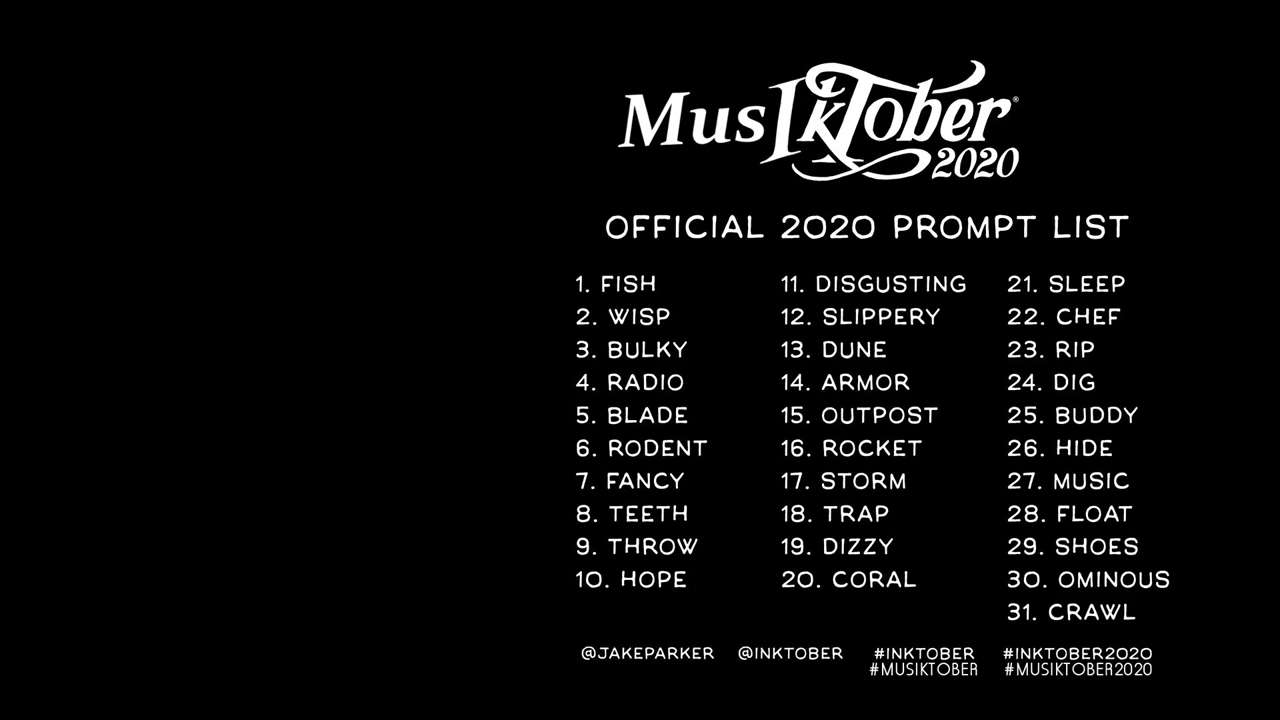 MusIkTober®
2020
OFFICIAL 2020 PROMPT LIST
1. FISH
2. WISP
3. BULKY
4. RADIO
5. BLADE
6. RODENT
7. FANCY
8. TEETH
9. THROW
10. HOPE
11. DISGUSTING
12. SLIPPERY
13. DUNE
14. ARMOR
15. OUTPOST
16. ROCKET
17. STORM
18. TRAP
19. DIZZY
20. CORAL
21. SLEEP
22. CHEF
23. RIP
24. DIG
25. BUDDY
26. HIDE
27. MUSIC
28. FLOAT
29. SHOES
30. OMINOUS
31. CRAWL
@JAKEPARKER @INKTOBER #INKTOBER #INKTOBER2020
#MUSIKTOBER #MUSIKTOBER2020